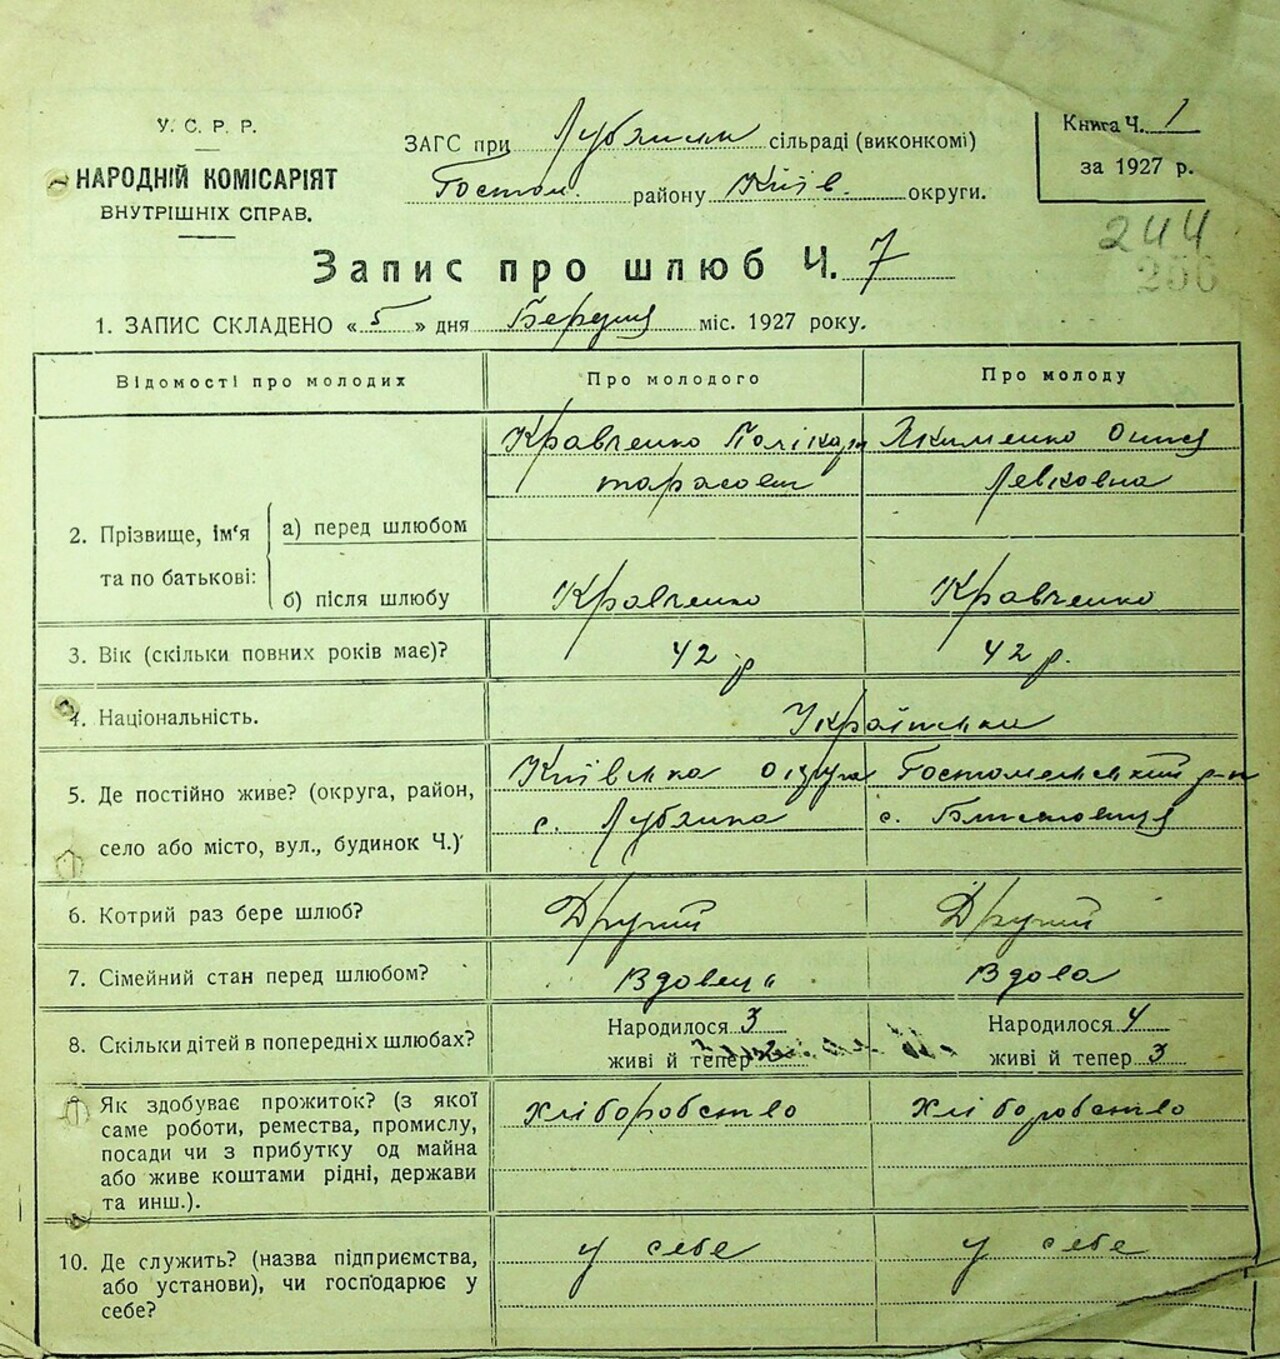 У. С. Р. Р.
НАРОДНІЙ КОМІСАРІЯТ
ВНУТРІШНІХ СПРАВ.
ЗАГС при Лубянськ сільраді (виконкомі)
Гостом. району Київ. округи.
Книга Ч. 1
за 1927 р.
244
256
Запис про шлюб Ч. 7
1. ЗАПИС СКЛАДЕНО « 5 » дня Березня міс. 1927 року.
Відомості про молодих
Про молодого
Про молоду
2. Прізвище, ім‘я та по батькові:
а) перед шлюбом
Кравченко Полікарп
тарасович
Якименко
Левковна
б) після шлюбу
Кравченко
Кравченко
3. Вік (скільки повних років має)?
42 р
42 р.
4. Національність.
Українськи
5. Де постійно живе? (округа, район,
село або місто, вул., будинок Ч.)
Київська округа Гостоменський р-н
с. Лубянка
с.
6. Котрий раз бере шлюб?
Другий
Другий
7. Сімейний стан перед шлюбом?
Вдовець
Вдова
8. Скільки дітей в попередніх шлюбах?
Народилося 3
живі й тепер 2
Народилося 4
живі й тепер 3
Як здобуває прожиток? (з якої
саме роботи, ремества, промислу,
посади чи з прибутку од майна
або живе коштами рідні, держави
та инш.).
хліборобство
хліборобство
10. Де служить? (назва підприємства,
або установи), чи господарює у
себе?
у себе
у себе